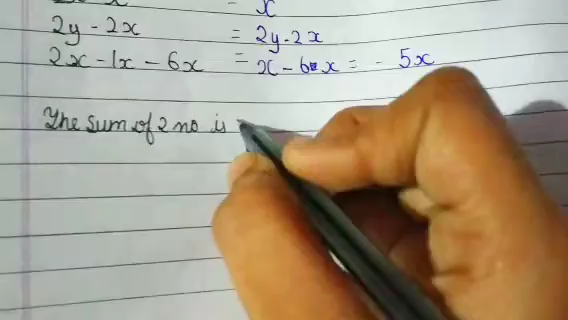 = x
2y - 2x = 2y - 2x
2x - 1x - 6x = x - 6x = - 5x
The sum of 2 no is